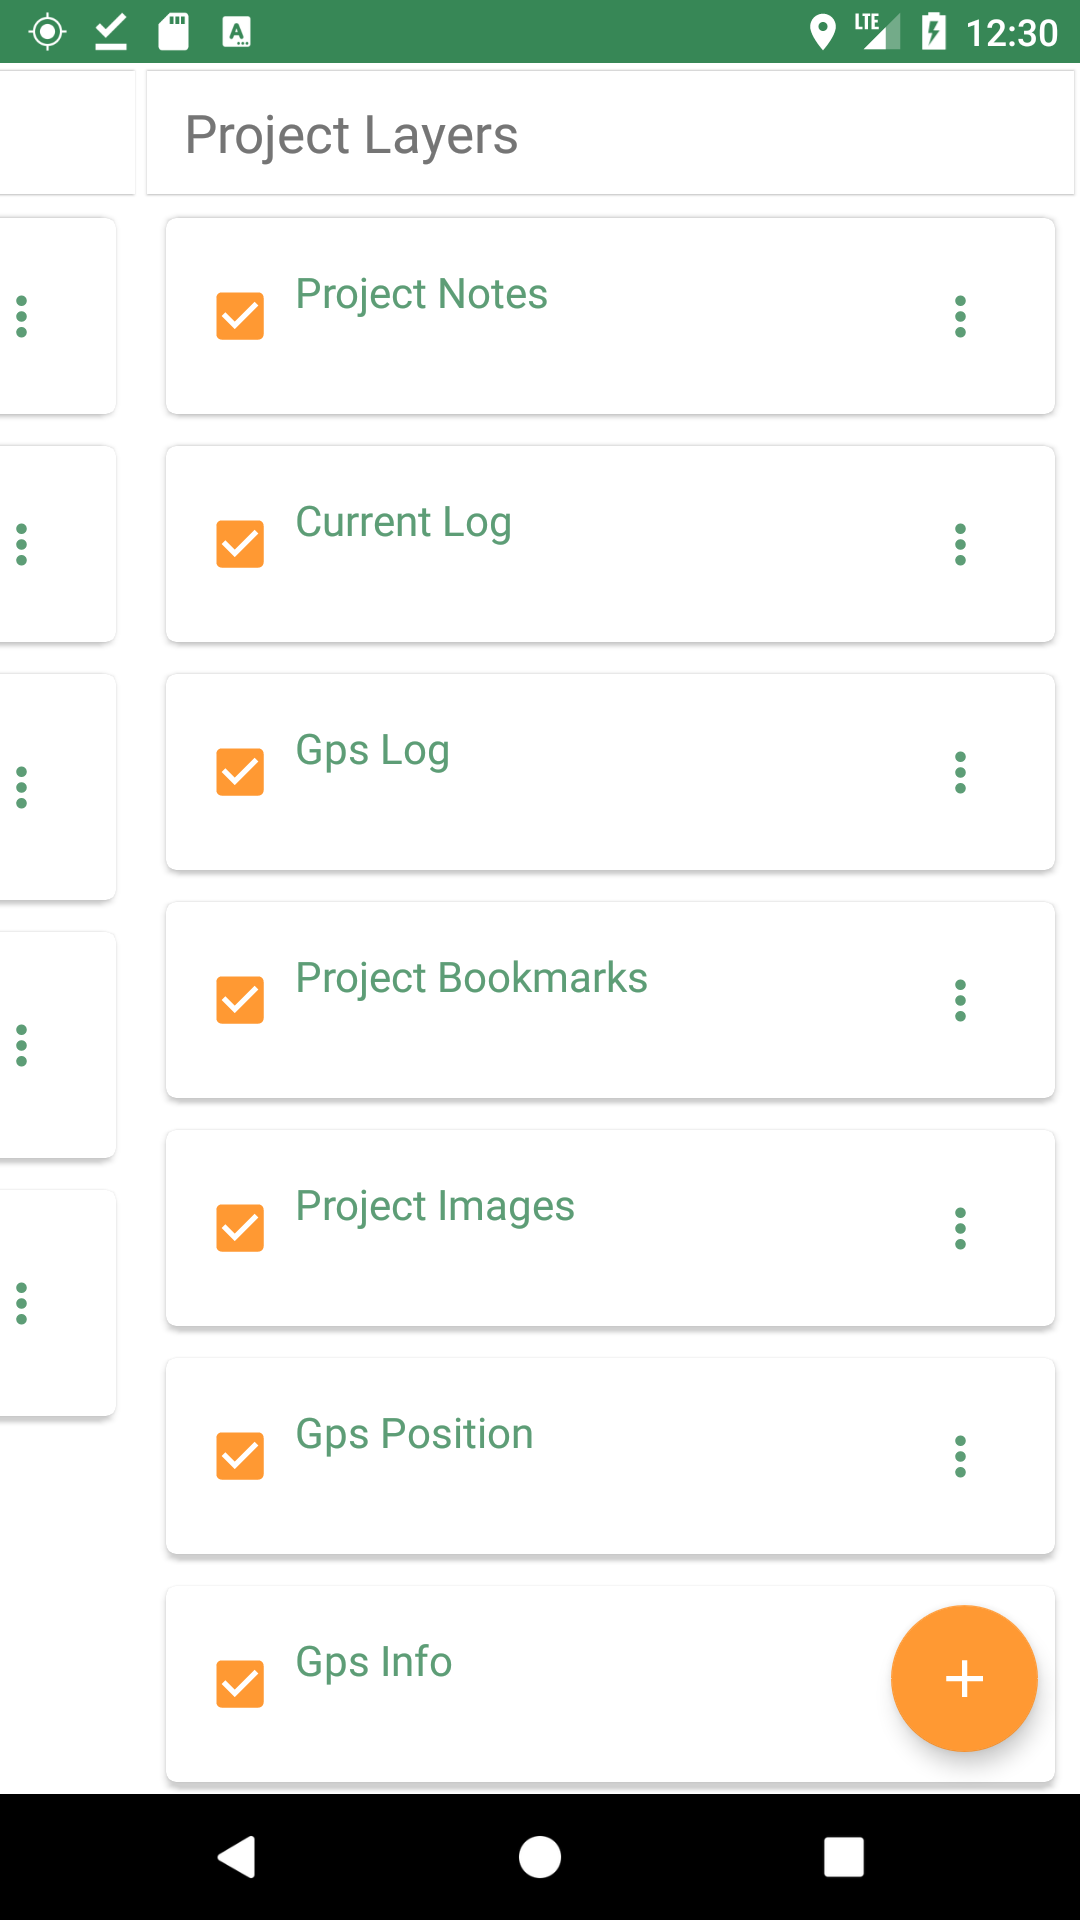 LTE 12:30
Project Layers
Project Notes
Current Log
Gps Log
Project Bookmarks
Project Images
Gps Position
Gps Info